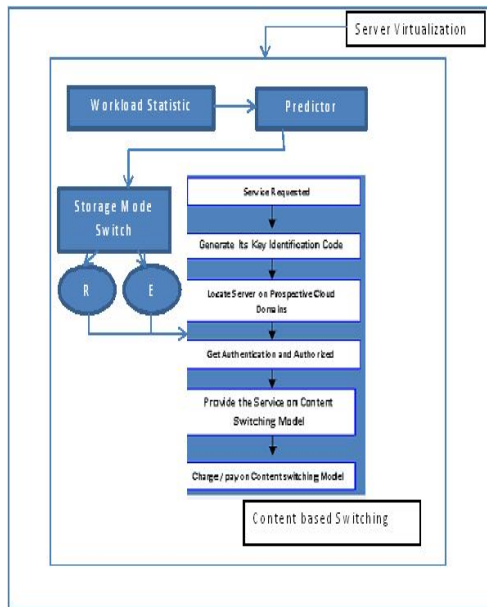 Server Virtualization
Workload Statistic
Predictor
Storage Mode
Switch
R
E
Service Requested
Generate Its Key Identification Code
Locate Server on Prospective Cloud
Domains
Get Authentication and Authorized
Provide the Service on Content
Switching Model
Charge / pay on Content switching Model
Content based Switching